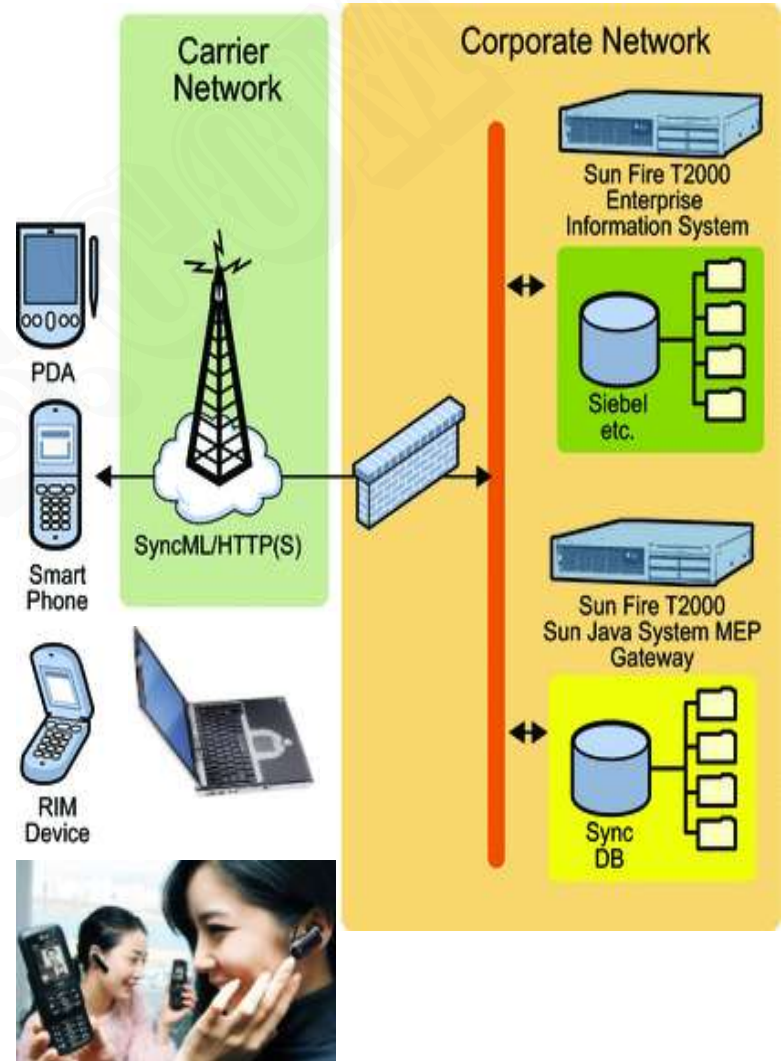 Carrier
Network
Corporate Network
Sun Fire T2000
Enterprise
Information System
PDA
Siebel
etc.
SyncML/HTTP(S)
Smart
Phone
Sun Fire T2000
Sun Java System MEP
Gateway
RIM
Device
Sync
DB